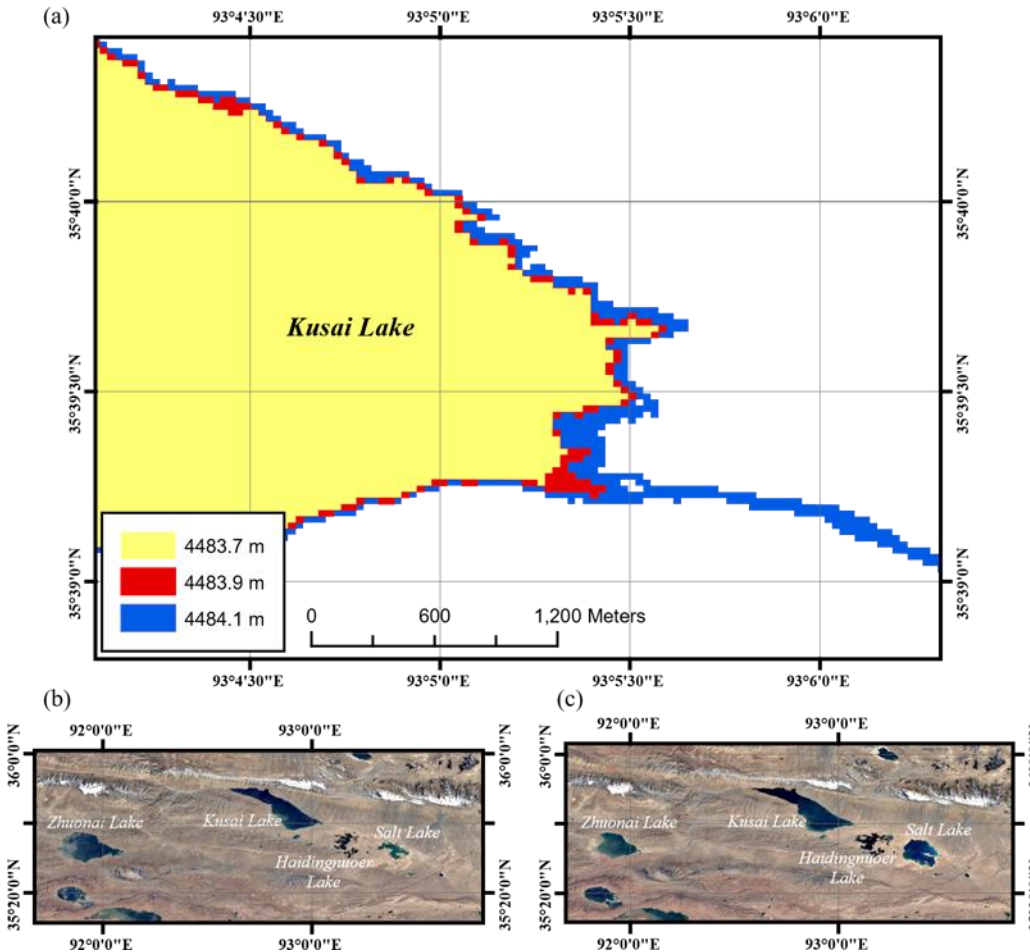 (a)
93°4'30"E 93°5'0"E 93°5'30"E 93°6'0"E
35°40'0"N 35°40'0"N
Kusai Lake
35°39'30"N 35°39'30"N
4483.7 m
4483.9 m
4484.1 m
35°39'0"N 35°39'0"N
0 600 1,200 Meters
93°4'30"E 93°5'0"E 93°5'30"E 93°6'0"E
(b) (c)
92°0'0"E 93°0'0"E 92°0'0"E 93°0'0"E
36°0'0"N 36°0'0"N
Zhuonai Lake Kusai Lake Salt Lake
Haidingnuoer
Lake
Zhuonai Lake Kusai Lake Salt Lake
Haidingnuoer
Lake
35°20'0"N 35°20'0"N
92°0'0"E 93°0'0"E 92°0'0"E 93°0'0"E